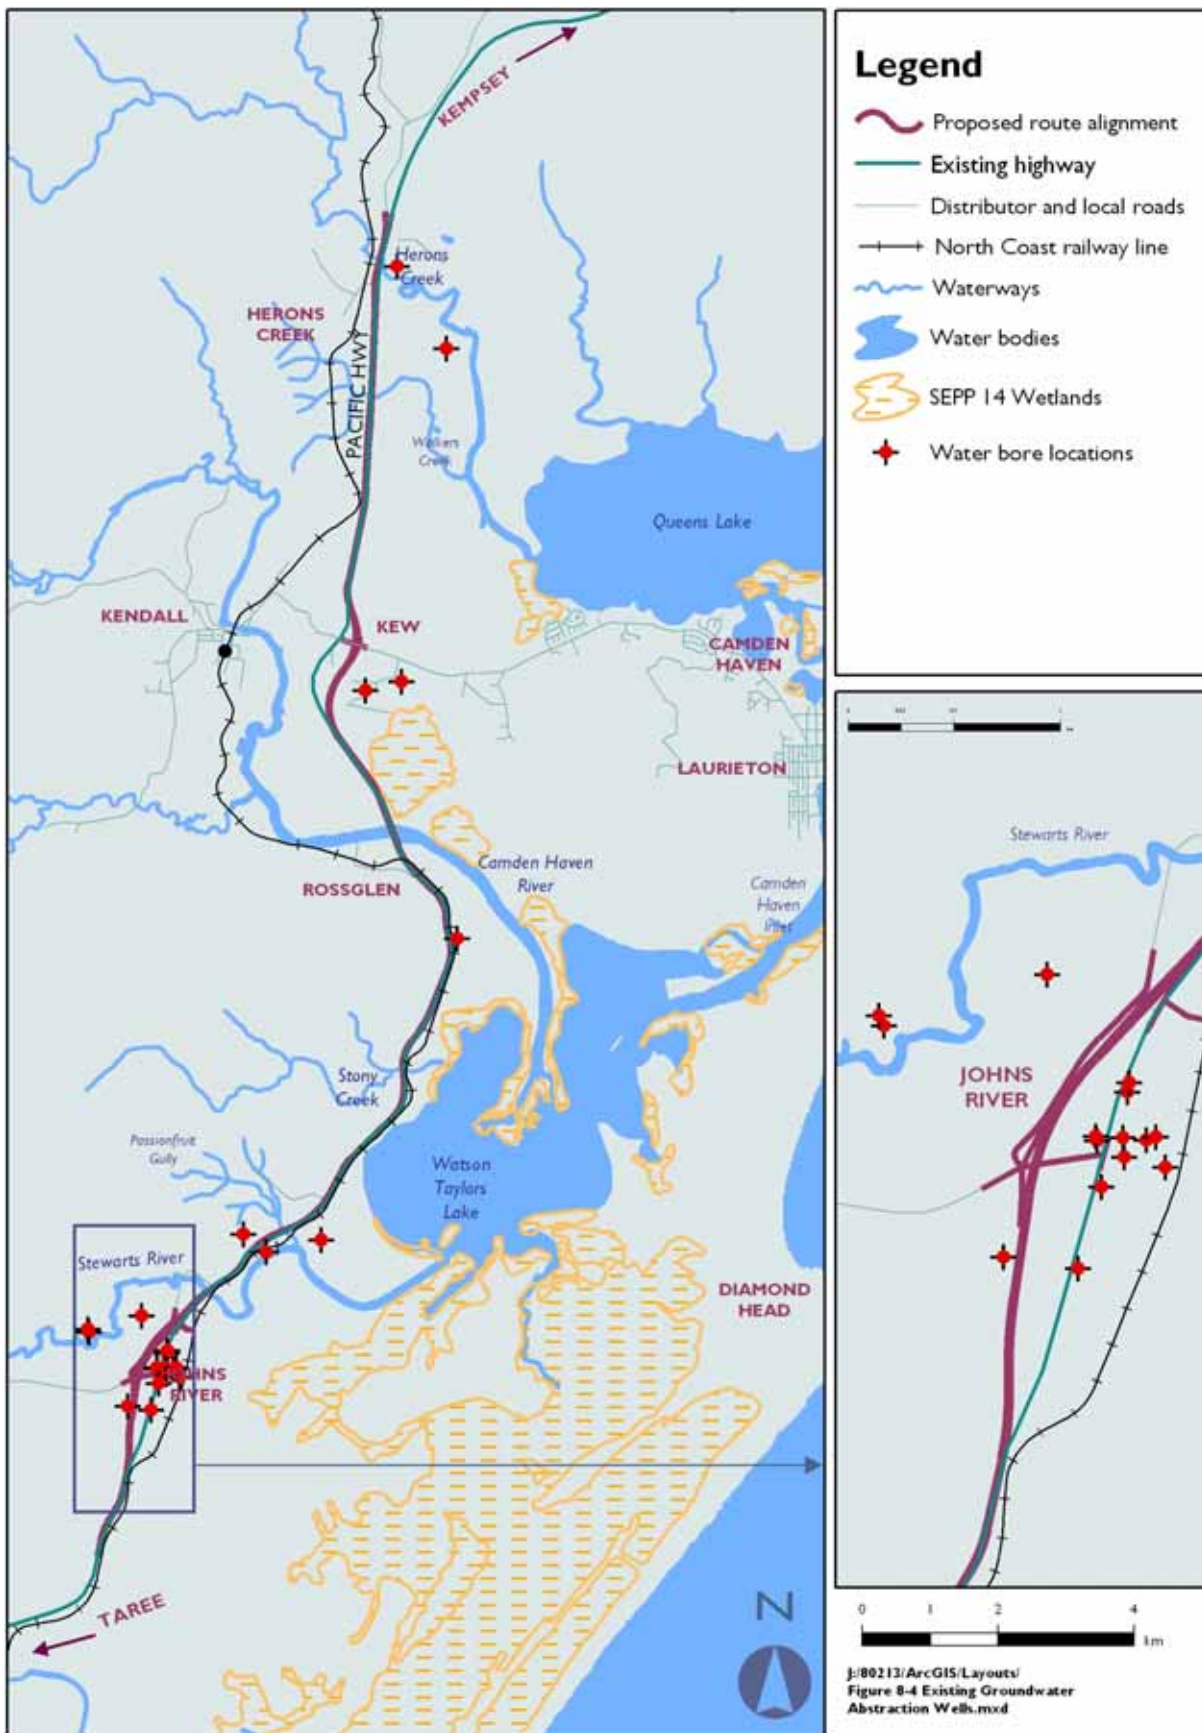 KEMPSEY
Herons
Creek
HERONS
CREEK
PACIFIC HWY
Walkers
Creek
Queens Lake
KENDALL
KEW
CAMDEN
HAVEN
LAURIETON
Camden Haven
River
ROSSGLEN
Camden
Haven
Inlet
Stony
Creek
Passionfruit
Gully
Watson
Taylors
Lake
Stewarts River
DIAMOND
HEAD
JOHNS
RIVER
TAREE
N
Legend
Proposed route alignment
Existing highway
Distributor and local roads
North Coast railway line
Waterways
Water bodies
SEPP 14 Wetlands
Water bore locations
Stewarts River
JOHNS
RIVER
0 1 2 4
km
J:/80213/ArcGIS/Layouts/
Figure 8-4 Existing Groundwater
Abstraction Wells.mxd